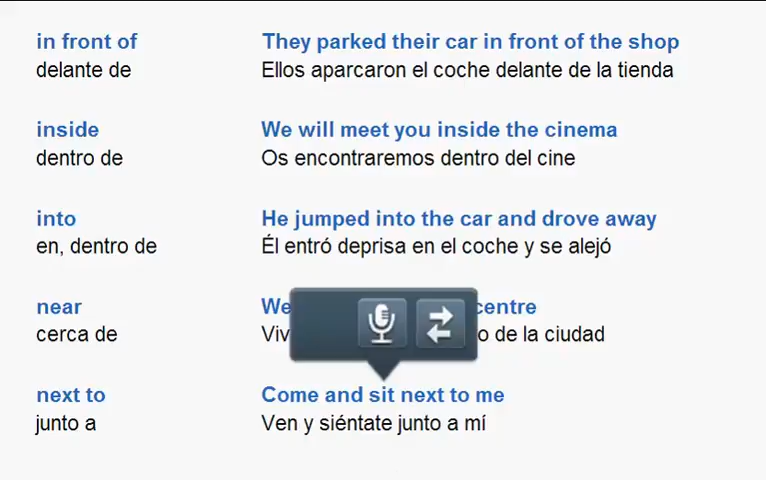 in front of They parked their car in front of the shop
delante de Ellos aparcaron el coche delante de la tienda
inside We will meet you inside the cinema
dentro de Os encontraremos dentro del cine
into He jumped into the car and drove away
en, dentro de Él entró deprisa en el coche y se alejó
near We centre
cerca de de la ciudad
next to Come and sit next to me
junto a Ven y siéntate junto a mí